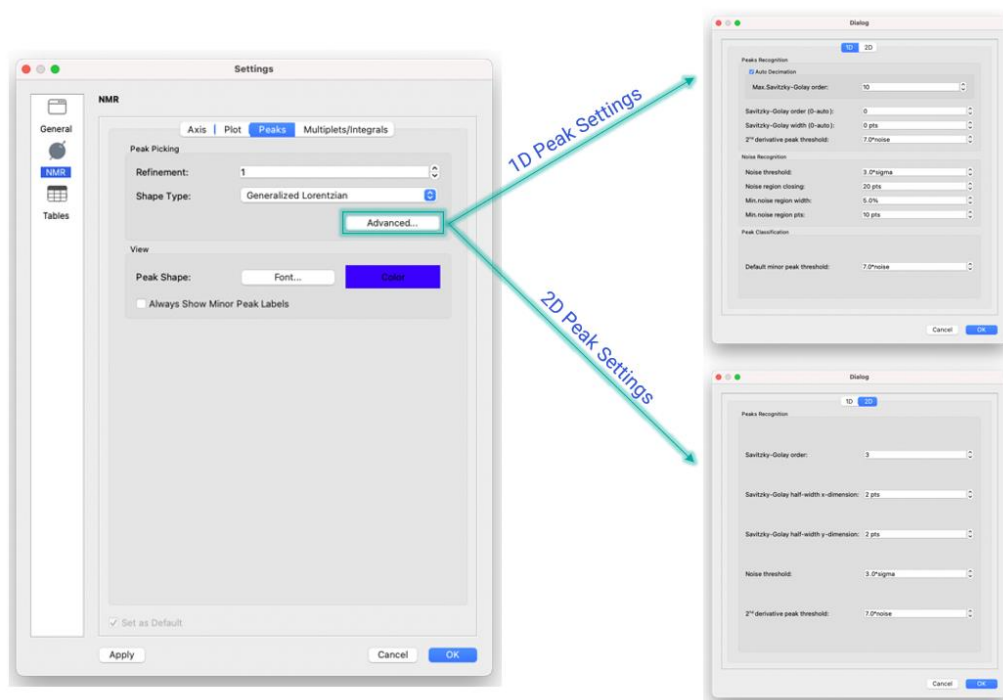 Settings
NMR
General
NMR
Tables
Axis Plot Peaks Multiplets/Integrals
Peak Picking
Refinement: 1
Shape Type: Generalized Lorentzian
Advanced...
View
Peak Shape: Font... Color
Always Show Minor Peak Labels
Set as Default
Apply Cancel OK
1D Peak Settings
2D Peak Settings
Dialog
1D 2D
Peaks Recognition
Auto Decimation
Max.Savitzky-Golay order: 10
Savitzky-Golay order (0-auto): 0
Savitzky-Golay width (0-auto): 0 pts
2nd derivative peak threshold: 7.0*noise
Noise Recognition
Noise threshold: 3.0*sigma
Noise region closing: 20 pts
Min.noise region width: 5.0%
Min.noise region pts: 10 pts
Peak Classification
Default minor peak threshold: 7.0*noise
Cancel OK
Dialog
1D 2D
Peaks Recognition
Savitzky-Golay order: 3
Savitzky-Golay half-width x-dimension: 2 pts
Savitzky-Golay half-width y-dimension: 2 pts
Noise threshold: 3.0*sigma
2nd derivative peak threshold: 7.0*noise
Cancel OK